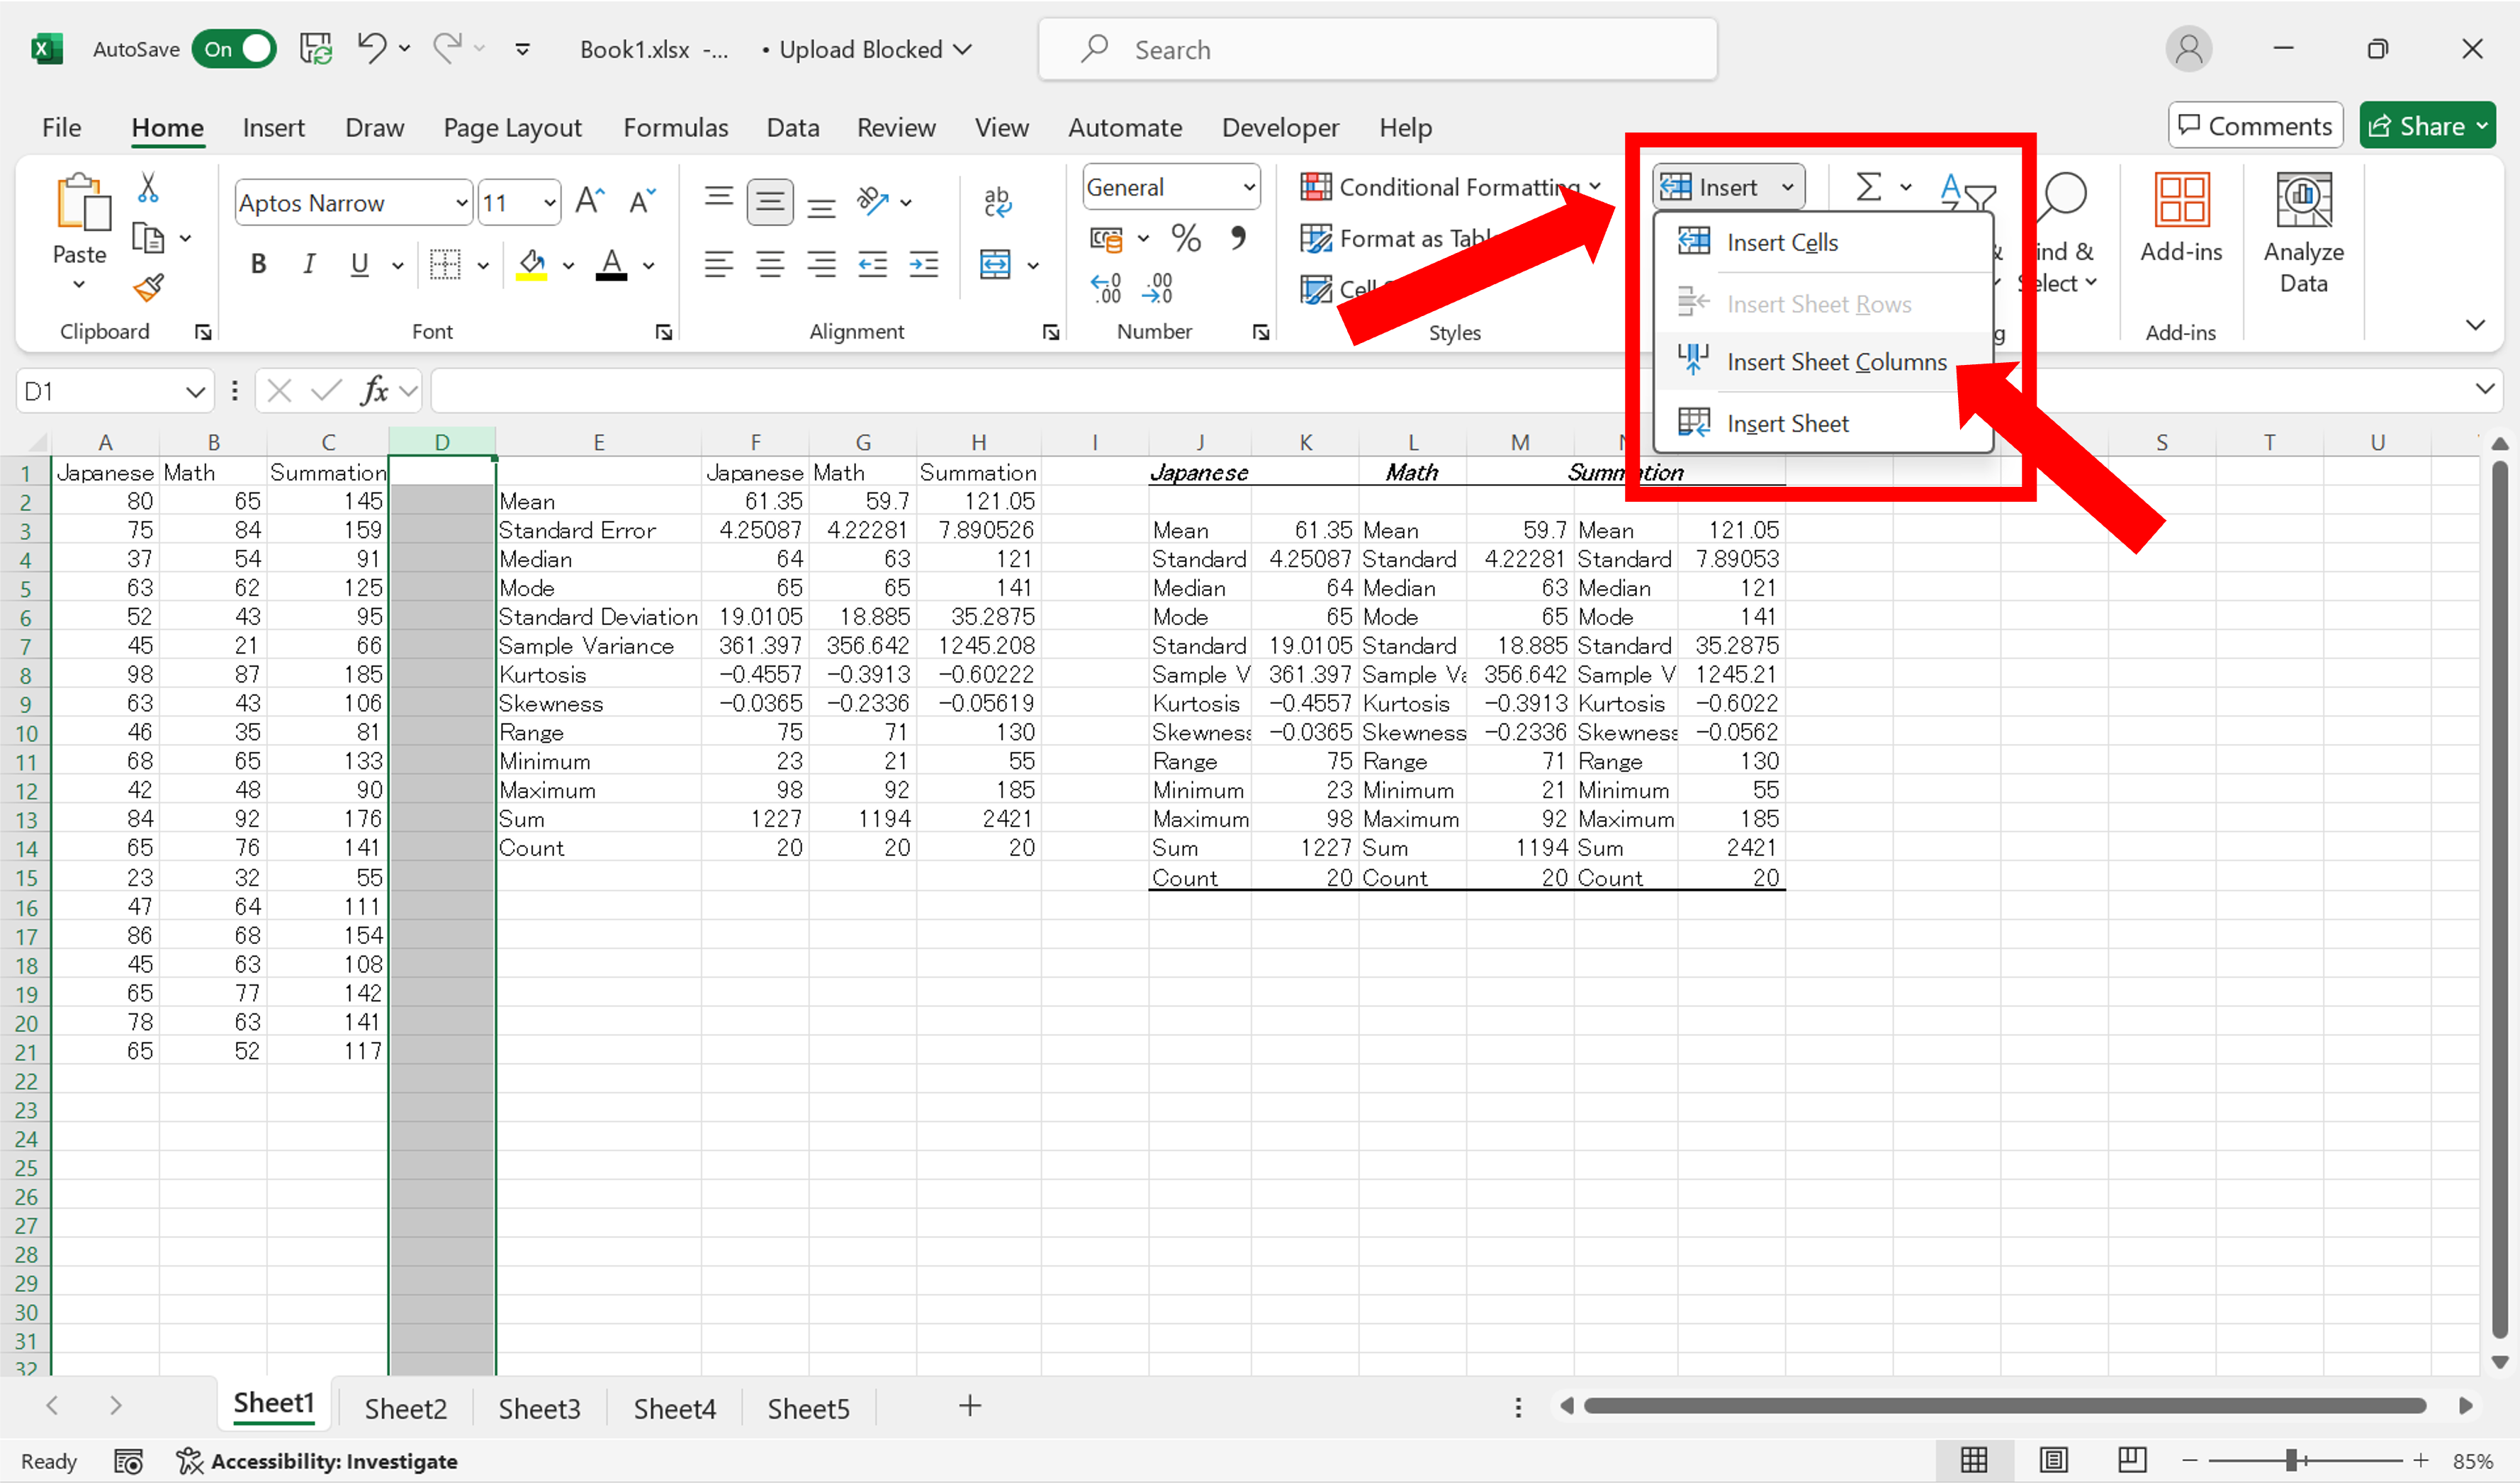 AutoSave On Book1.xlsx -... • Upload Blocked Search
File Home Insert Draw Page Layout Formulas Data Review View Automate Developer Help Comments Share
Paste Aptos Narrow 11 General Conditional Formatting Insert
Format as Table
Insert Cells
Insert Sheet Rows
Insert Sheet Columns
Insert Sheet
Add-ins Analyze Data
Clipboard Font Alignment Number Styles Add-ins
D1 fx
A B C D E F G H I J K L M S T U
1 Japanese Math Summation Japanese Math Summation Japanese Math Summation
2 80 65 145 Mean 61.35 59.7 121.05
3 75 84 159 Standard Error 4.25087 4.22281 7.890526 Mean 61.35 Mean 59.7 Mean 121.05
4 37 54 91 Median 64 63 121 Standard 4.25087 Standard 4.22281 Standard 7.89053
5 63 62 125 Mode 65 65 141 Median 64 Median 63 Median 121
6 52 43 95 Standard Deviation 19.0105 18.885 35.2875 Mode 65 Mode 65 Mode 141
7 45 21 66 Sample Variance 361.397 356.642 1245.208 Standard 19.0105 Standard 18.885 Standard 35.2875
8 98 87 185 Kurtosis -0.4557 -0.3913 -0.60222 Sample V 361.397 Sample Va 356.642 Sample V 1245.21
9 63 43 106 Skewness -0.0365 -0.2336 -0.05619 Kurtosis -0.4557 Kurtosis -0.3913 Kurtosis -0.6022
10 46 35 81 Range 75 71 130 Skewness -0.0365 Skewness -0.2336 Skewness -0.0562
11 68 65 133 Minimum 23 21 55 Range 75 Range 71 Range 130
12 42 48 90 Maximum 98 92 185 Minimum 23 Minimum 21 Minimum 55
13 84 92 176 Sum 1227 1194 2421 Maximum 98 Maximum 92 Maximum 185
14 65 76 141 Count 20 20 20 Sum 1227 Sum 1194 Sum 2421
15 23 32 55 Count 20 Count 20 Count 20
16 47 64 111
17 86 68 154
18 45 63 108
19 65 77 142
20 78 63 141
21 65 52 117
22
23
24
25
26
27
28
29
30
31
32
Sheet1 Sheet2 Sheet3 Sheet4 Sheet5
Ready Accessibility: Investigate 85%